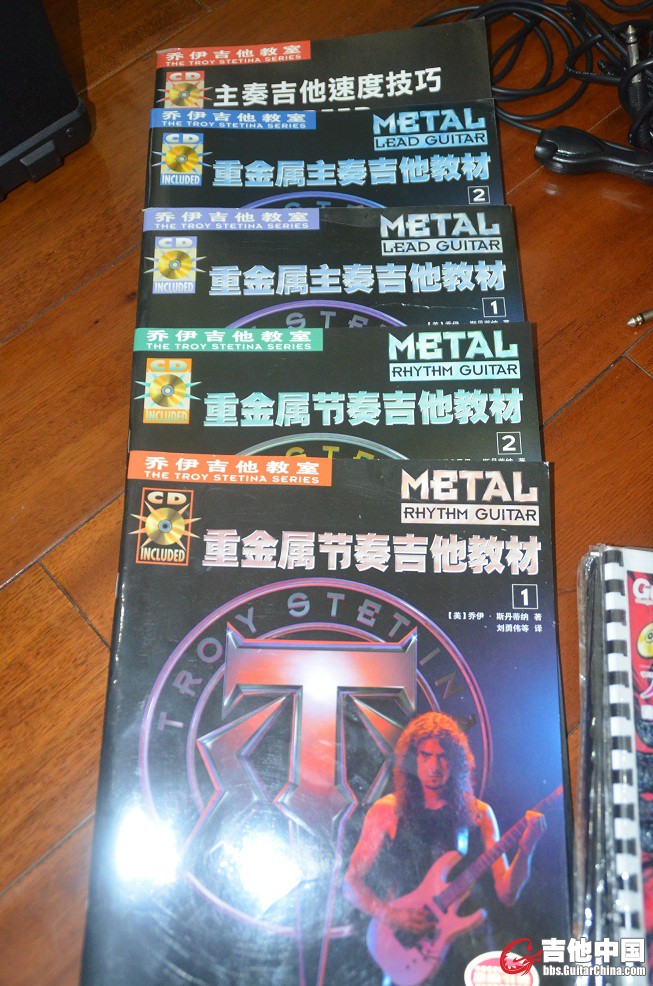 乔伊吉他教室
THE TROY STETINA SERIES
CD
主奏吉他速度技巧
乔伊吉他教室
THE TROY STETINA SERIES
CD
INCLUDED
METAL
LEAD GUITAR
重金属主奏吉他教材
2
乔伊吉他教室
THE TROY STETINA SERIES
CD
INCLUDED
METAL
LEAD GUITAR
重金属主奏吉他教材
1
乔伊吉他教室
THE TROY STETINA SERIES
CD
INCLUDED
METAL
RHYTHM GUITAR
重金属节奏吉他教材
2
乔伊吉他教室
THE TROY STETINA SERIES
CD
INCLUDED
METAL
RHYTHM GUITAR
重金属节奏吉他教材
1
【美】乔伊·斯丹蒂纳 著
刘勇伟等 译
TROY STETINA
吉他中国
bbs.GuitarChina.com